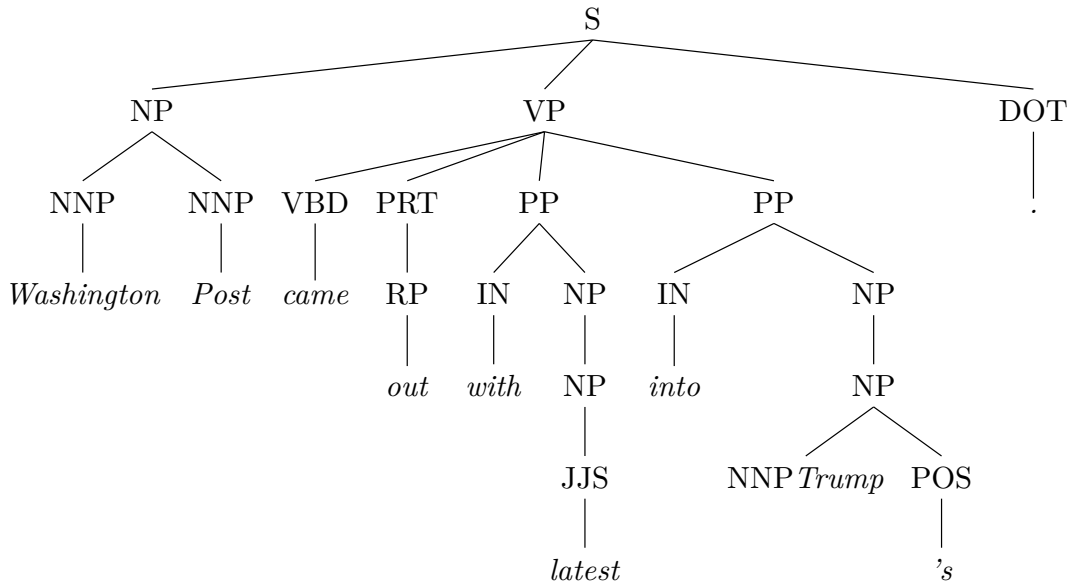 S
NP VP DOT
NNP NNP VBD PRT PP PP .
Washington Post came RP IN NP IN NP
out with NP into NP
JJS NNP Trump POS
latest 's